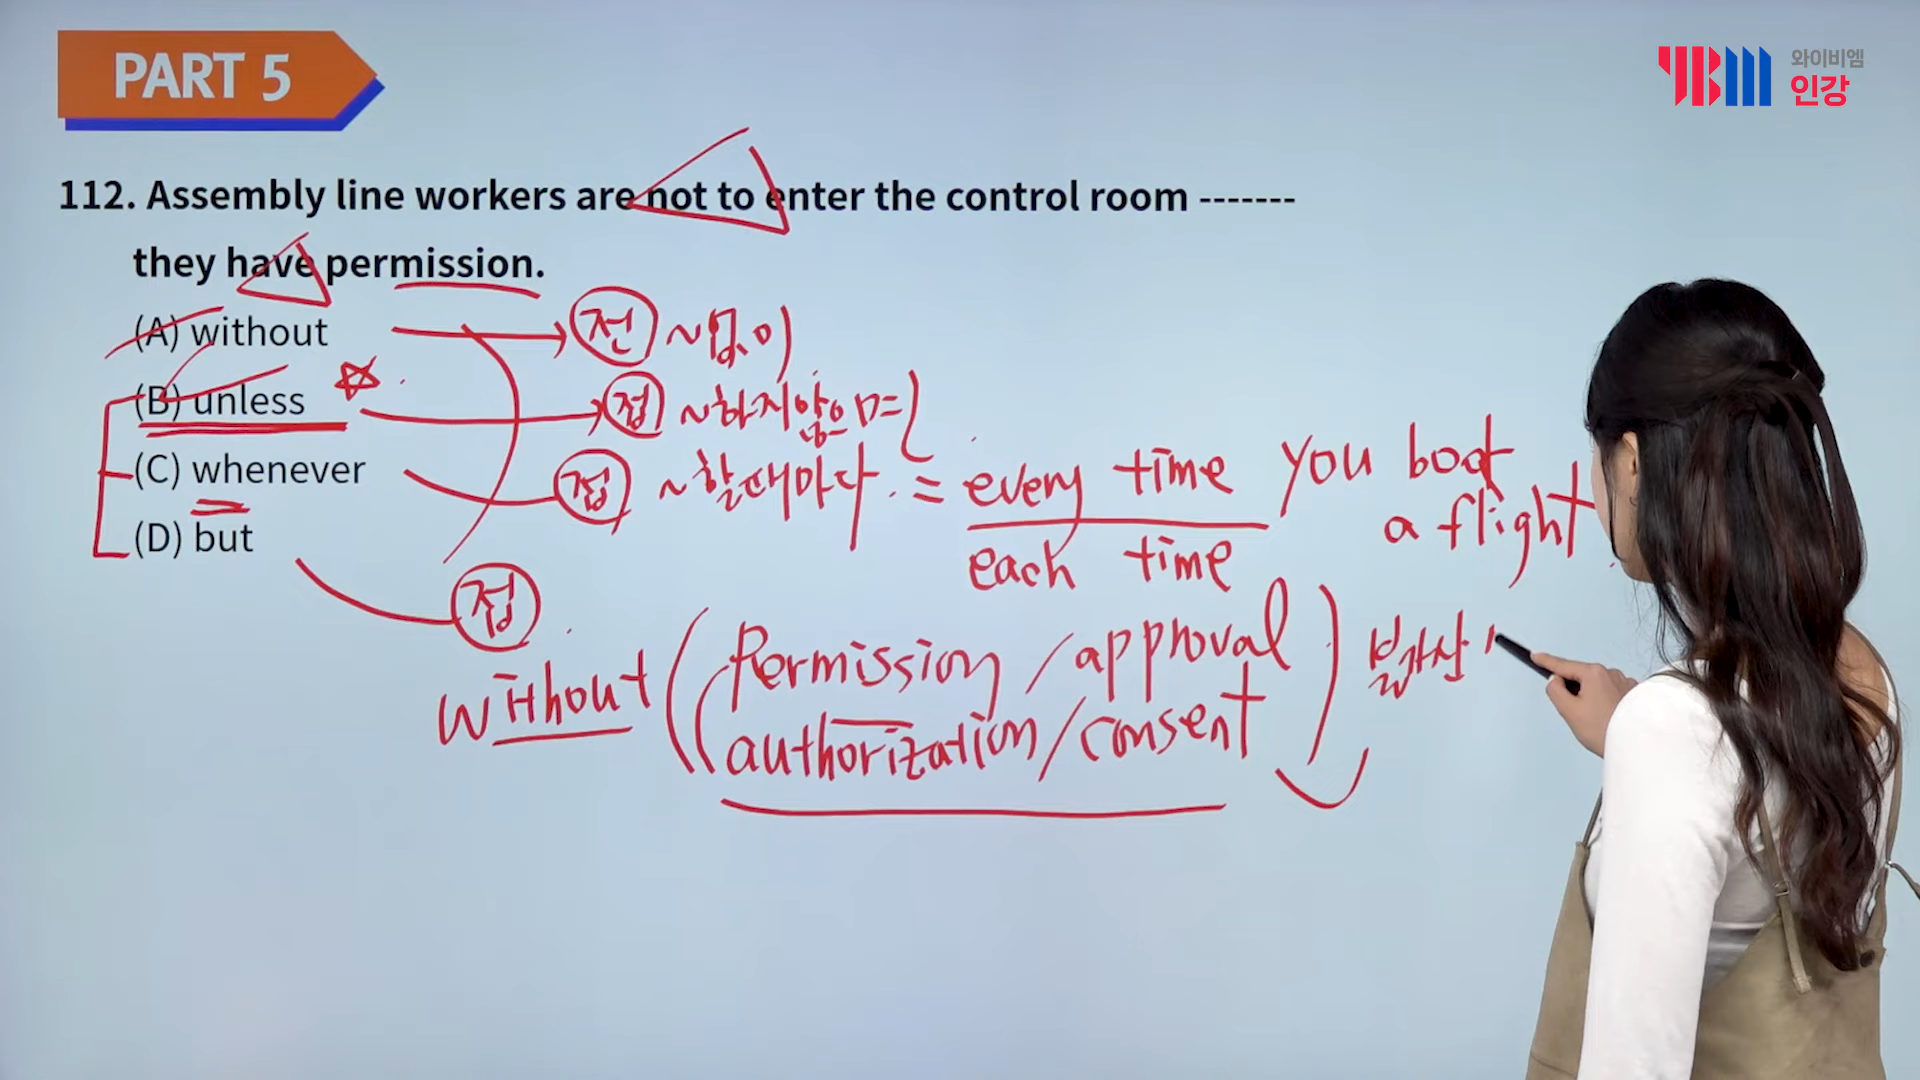 PART 5
YBM 와이비엠 인강
112. Assembly line workers are not to enter the control room -------
they have permission.
(A) without 전 ~없이
(B) unless 접 ~하지 않으면
(C) whenever 접 ~할 때마다. = every time you book a flight
each time
(D) but
접
without (Permission / approval
authorization / consent)